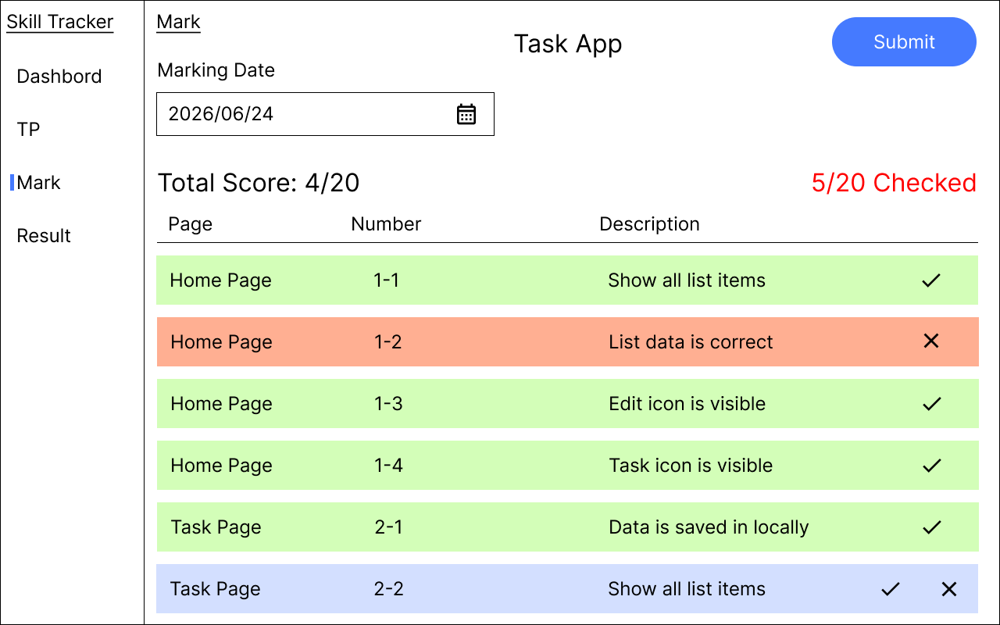 Skill Tracker
Dashbord
TP
Mark
Result
Mark
Task App
Submit
Marking Date
2026/06/24
Total Score: 4/20
5/20 Checked
Page Number Description
Home Page 1-1 Show all list items
Home Page 1-2 List data is correct
Home Page 1-3 Edit icon is visible
Home Page 1-4 Task icon is visible
Task Page 2-1 Data is saved in locally
Task Page 2-2 Show all list items